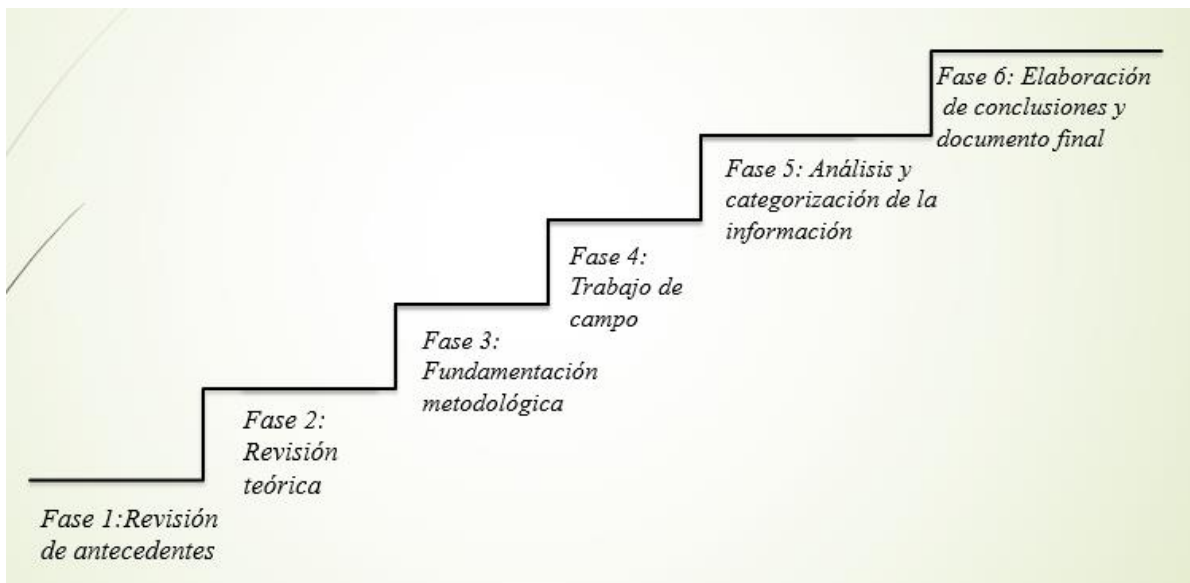 Fase 1:Revisión
de antecedentes
Fase 2:
Revisión
teórica
Fase 3:
Fundamentación
metodológica
Fase 4:
Trabajo de
campo
Fase 5: Análisis y
categorización de la
información
Fase 6: Elaboración
de conclusiones y
documento final